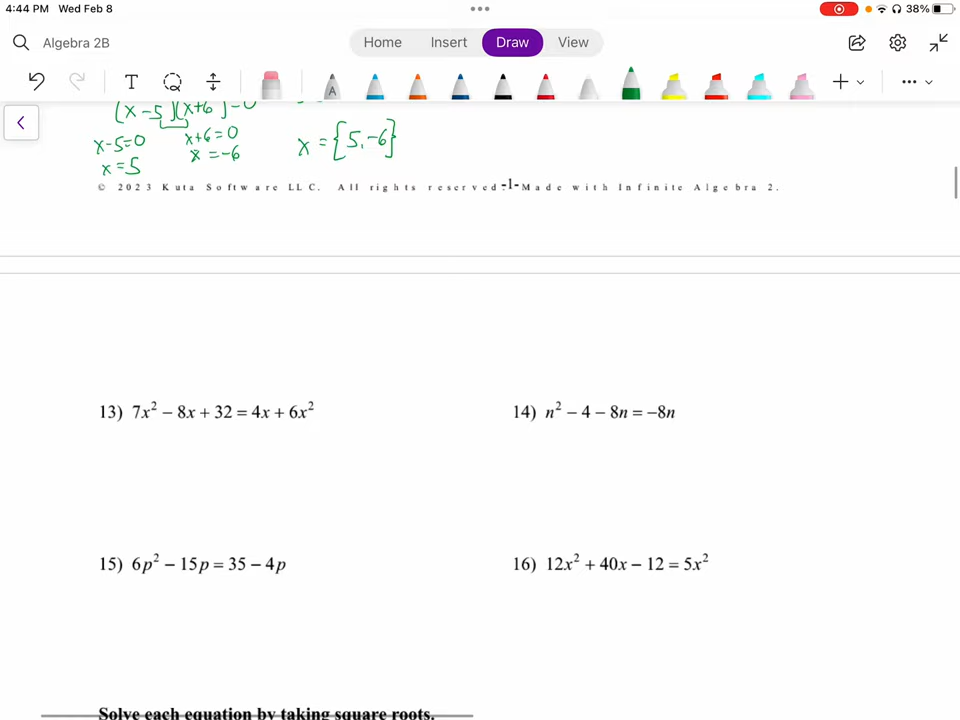 4:44 PM Wed Feb 8
38%
Algebra 2B
Home Insert Draw View
T
A
(x-5)(x+6)=0
x-5=0 x+6=0 x = {5,-6}
x=5 x=-6
© 2023 Kuta Software LLC. All rights reserved. -1- Made with Infinite Algebra 2.
13) 7x² − 8x + 32 = 4x + 6x² 14) n² − 4 − 8n = −8n
15) 6p² − 15p = 35 − 4p 16) 12x² + 40x − 12 = 5x²
Solve each equation by taking square roots.